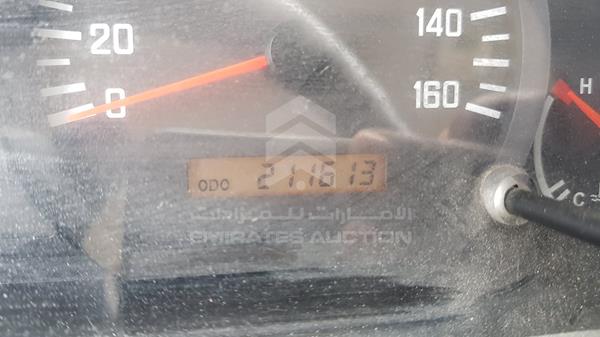 20
0
140
160
H
C
ODO 211613
الامارات للمزادات
EMIRATES AUCTION